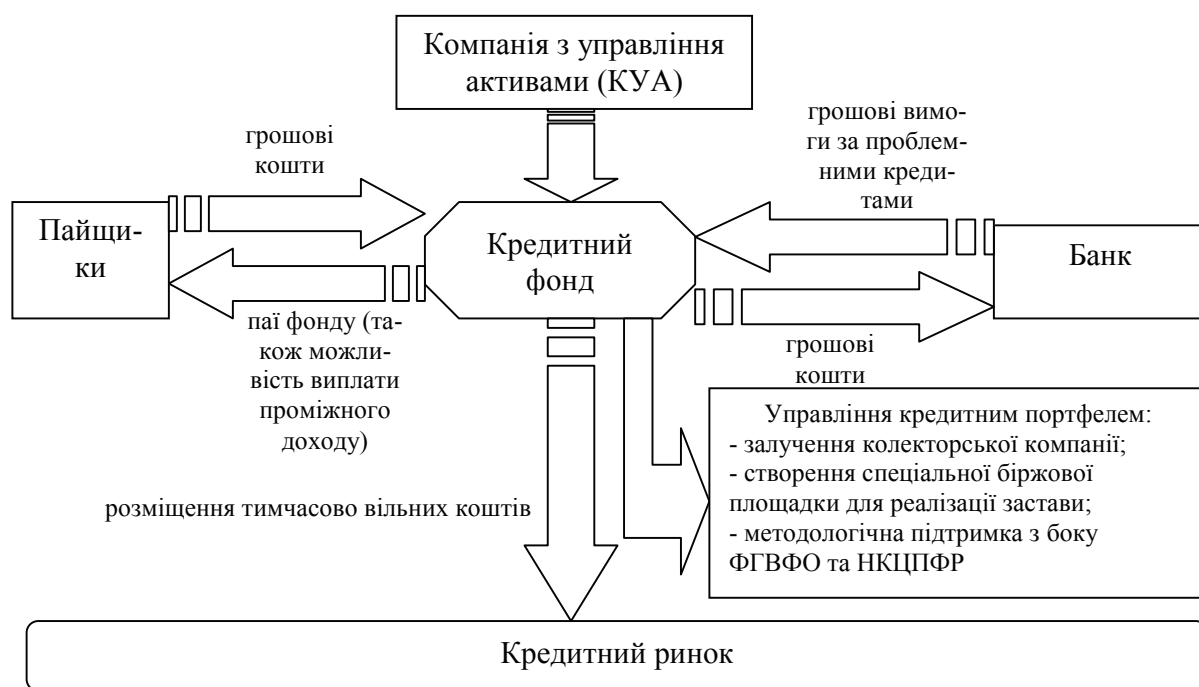 Компанія з управління
активами (КУА)
грошові
кошти
грошові вимо-
ги за проблем-
ними креди-
тами
Пайщи-
ки
Кредитний
фонд
Банк
паї фонду (та-
кож можли-
вість виплати
проміжного
доходу)
грошові
кошти
Управління кредитним портфелем:
- залучення колекторської компанії;
- створення спеціальної біржової
площадки для реалізації застави;
- методологічна підтримка з боку
ФГВФО та НКЦПФР
розміщення тимчасово вільних коштів
Кредитний ринок